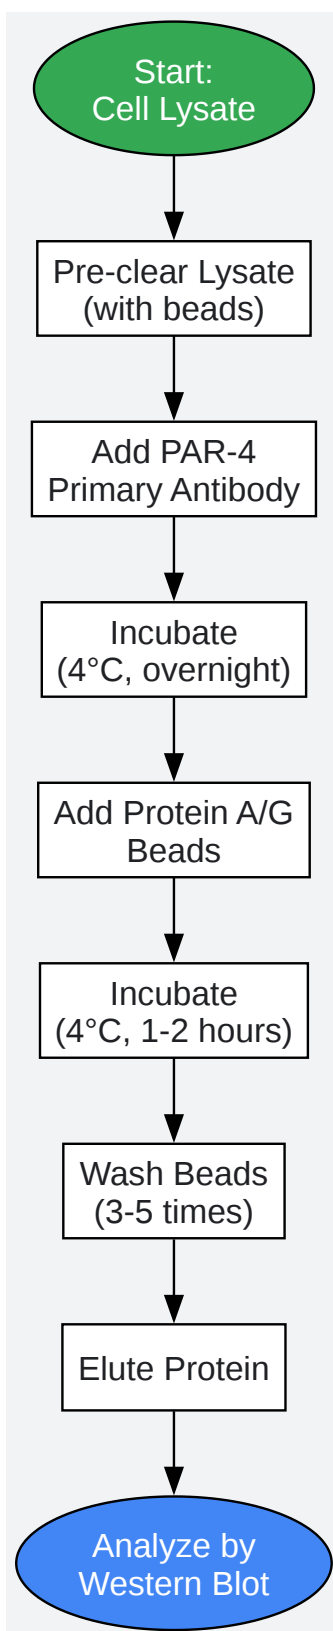 Start:
Cell Lysate
Pre-clear Lysate
(with beads)
Add PAR-4
Primary Antibody
Incubate
(4°C, overnight)
Add Protein A/G
Beads
Incubate
(4°C, 1-2 hours)
Wash Beads
(3-5 times)
Elute Protein
Analyze by
Western Blot